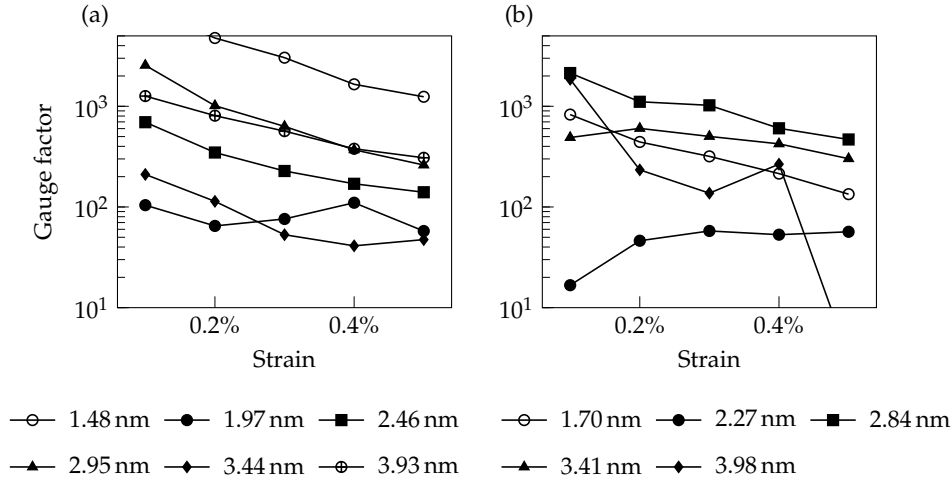 (a)
(b)
Gauge factor
10³
10²
10¹
0.2%
0.4%
Strain
10³
10²
10¹
0.2%
0.4%
Strain
1.48 nm
1.97 nm
2.46 nm
2.95 nm
3.44 nm
3.93 nm
1.70 nm
2.27 nm
2.84 nm
3.41 nm
3.98 nm